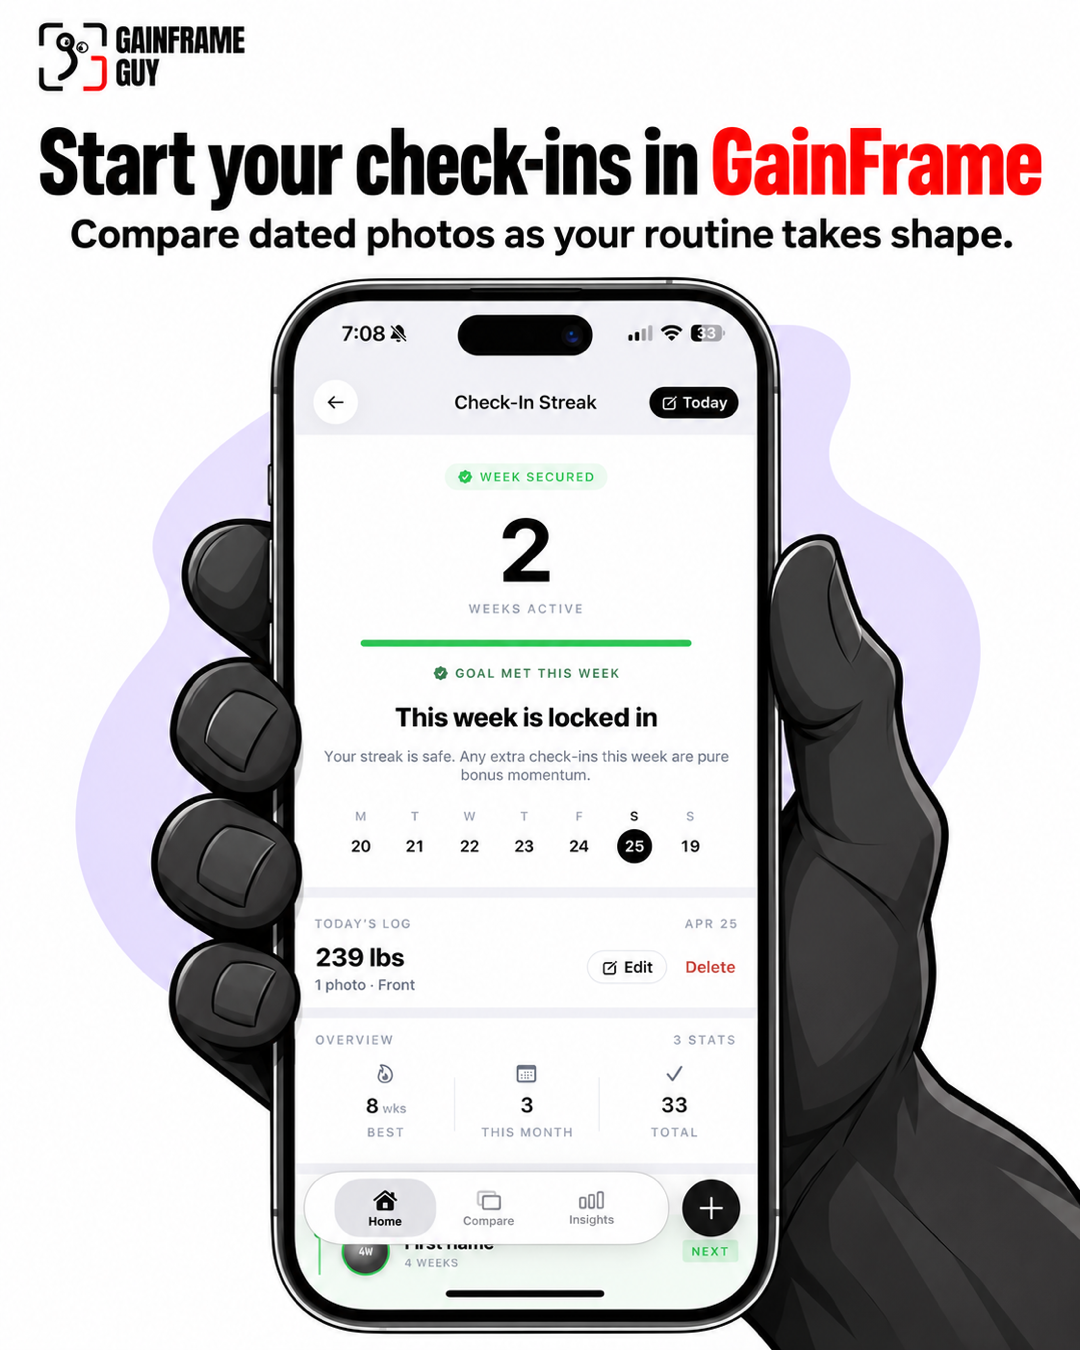 GAINFRAME
GUY
Start your check-ins in GainFrame
Compare dated photos as your routine takes shape.
7:08 33
Check-In Streak Today
WEEK SECURED
2
WEEKS ACTIVE
GOAL MET THIS WEEK
This week is locked in
Your streak is safe. Any extra check-ins this week are pure
bonus momentum.
M T W T F S S
20 21 22 23 24 25 19
TODAY'S LOG APR 25
239 lbs
1 photo · Front
Edit Delete
OVERVIEW 3 STATS
8 wks 3 33
BEST THIS MONTH TOTAL
Home Compare Insights
4W First name NEXT
4 WEEKS